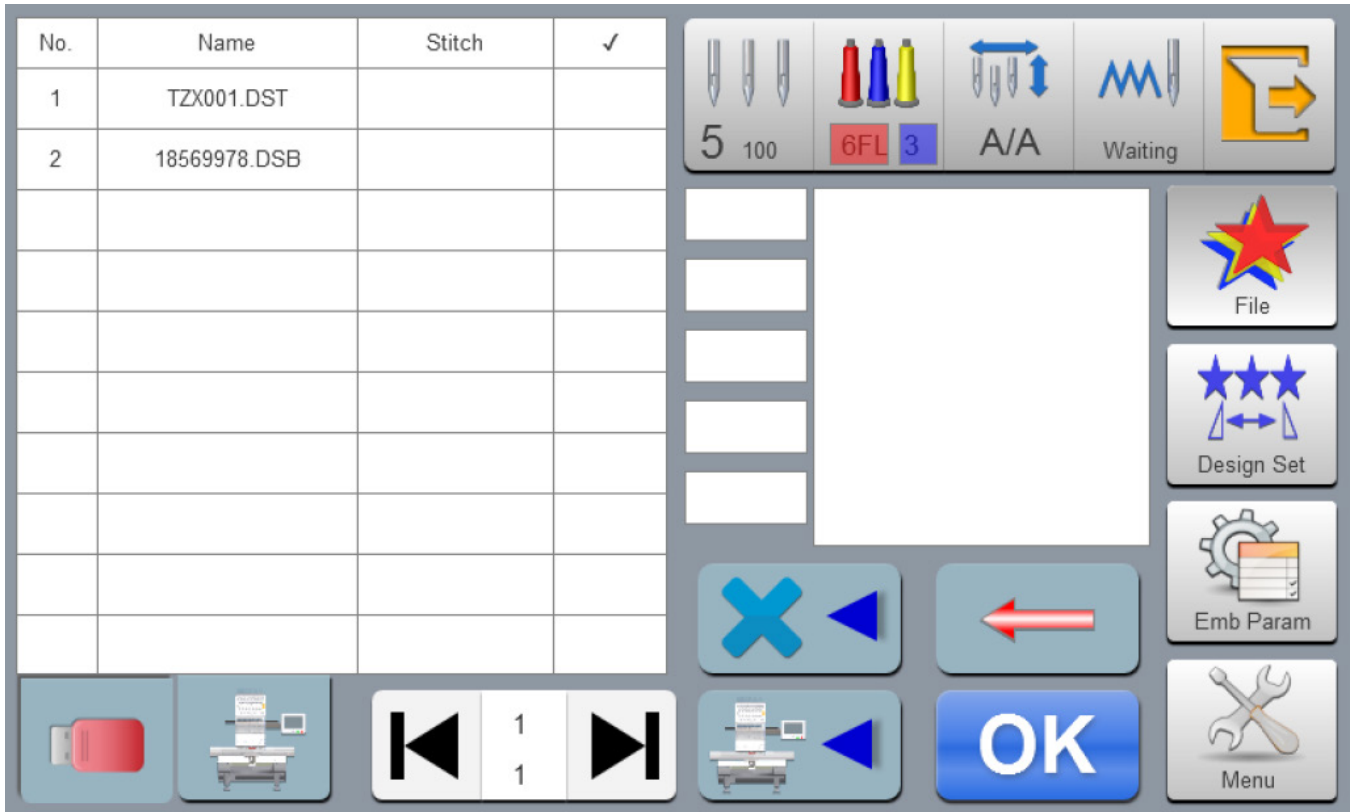 No. Name Stitch ✓
1 TZX001.DST
2 18569978.DSB
5 100 6FL 3 A/A Waiting
File
Design Set
Emb Param
1
1
OK
Menu